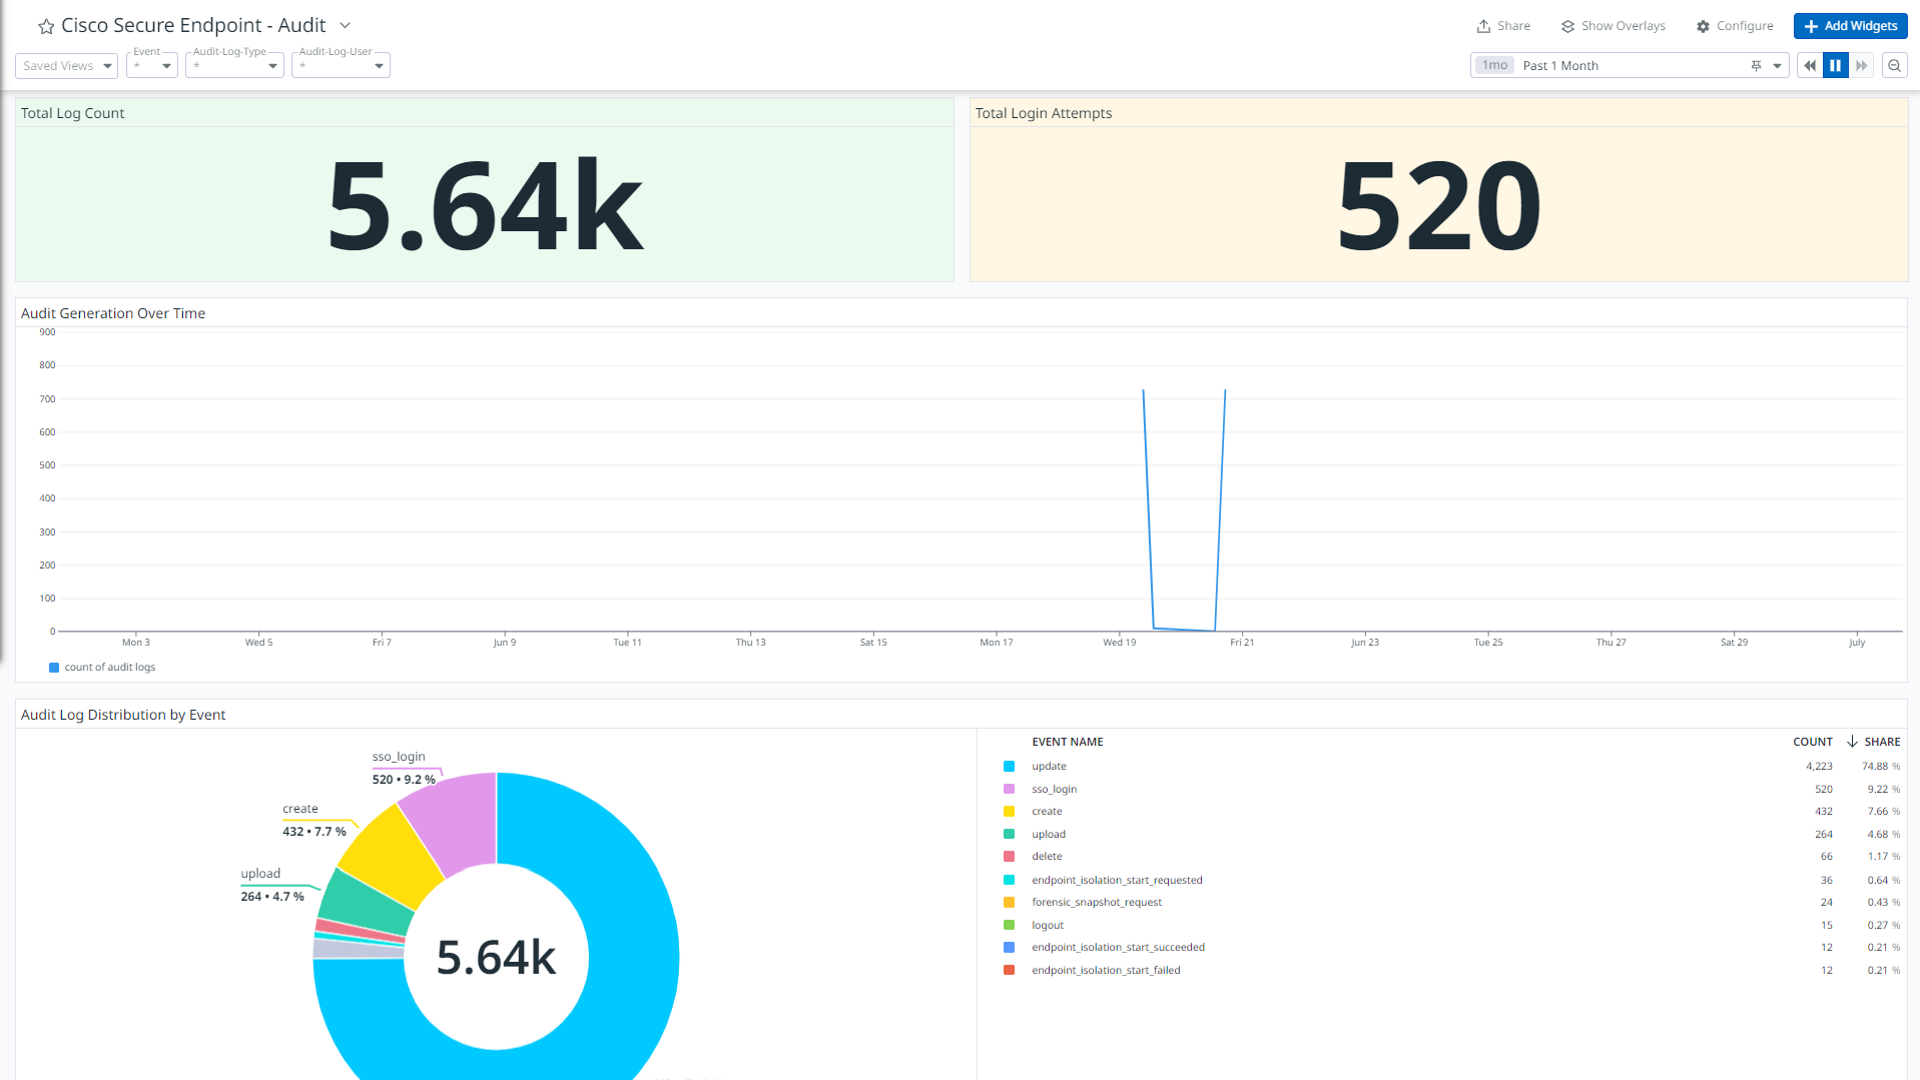 Cisco Secure Endpoint - Audit
Share
Show Overlays
Configure
Add Widgets
Saved Views
Event
*
Audit-Log-Type
*
Audit-Log-User
*
1mo Past 1 Month
Total Log Count
5.64k
Total Login Attempts
520
Audit Generation Over Time
900
800
700
600
500
400
300
200
100
0
Mon 3 Wed 5 Fri 7 Jun 9 Tue 11 Thu 13 Sat 15 Mon 17 Wed 19 Fri 21 Jun 23 Tue 25 Thu 27 Sat 29 July
count of audit logs
Audit Log Distribution by Event
sso_login
520 • 9.2 %
create
432 • 7.7 %
upload
264 • 4.7 %
5.64k
EVENT NAME COUNT SHARE
update 4,223 74.88 %
sso_login 520 9.22 %
create 432 7.66 %
upload 264 4.68 %
delete 66 1.17 %
endpoint_isolation_start_requested 36 0.64 %
forensic_snapshot_request 24 0.43 %
logout 15 0.27 %
endpoint_isolation_start_succeeded 12 0.21 %
endpoint_isolation_start_failed 12 0.21 %